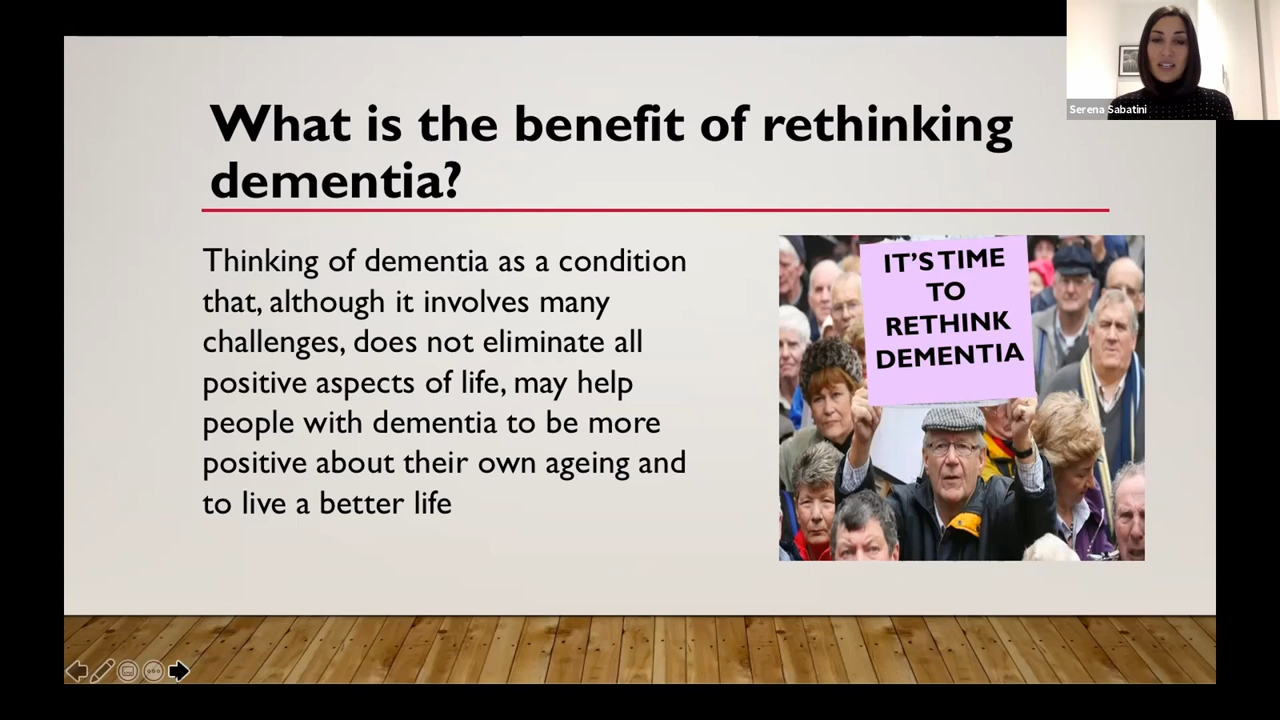 Serena Sabatini
What is the benefit of rethinking
dementia?
Thinking of dementia as a condition
that, although it involves many
challenges, does not eliminate all
positive aspects of life, may help
people with dementia to be more
positive about their own ageing and
to live a better life
IT'S TIME
TO
RETHINK
DEMENTIA